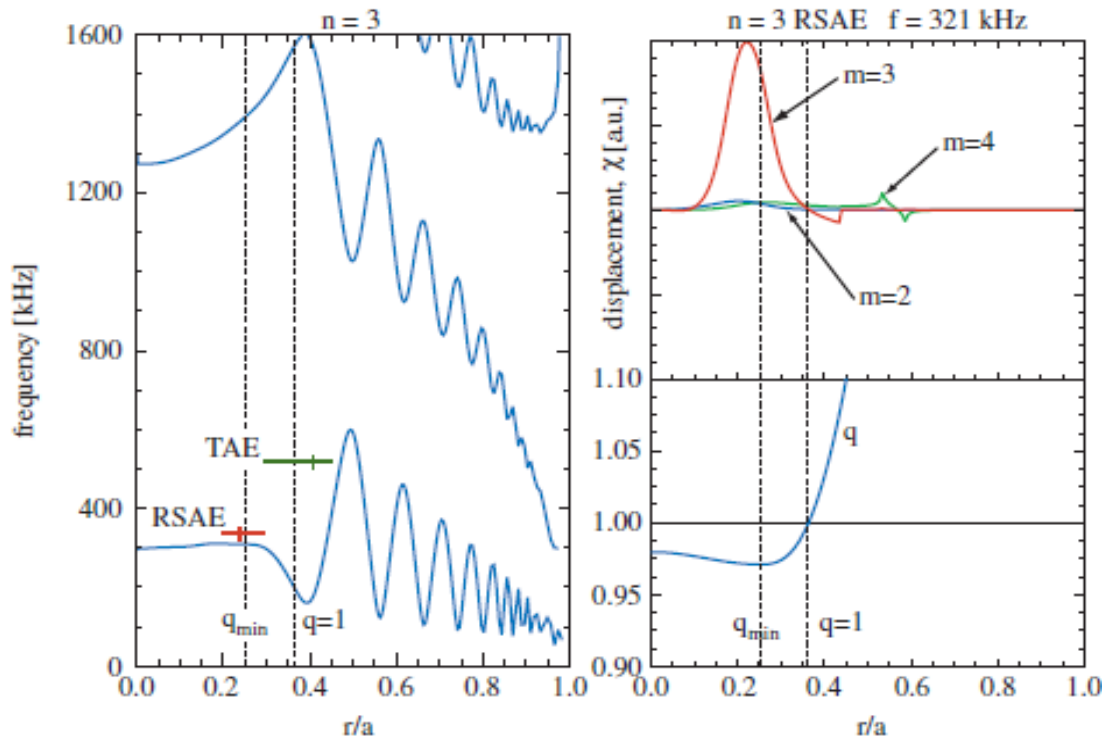 n = 3
1600
1200
800
400
0
frequency [kHz]
TAE
RSAE
q_min
q=1
0.0 0.2 0.4 0.6 0.8 1.0
r/a
n = 3 RSAE f = 321 kHz
m=3
m=4
m=2
displacement, χ [a.u.]
1.10
1.05
1.00
0.95
0.90
q
q_min
q=1
0.0 0.2 0.4 0.6 0.8 1.0
r/a